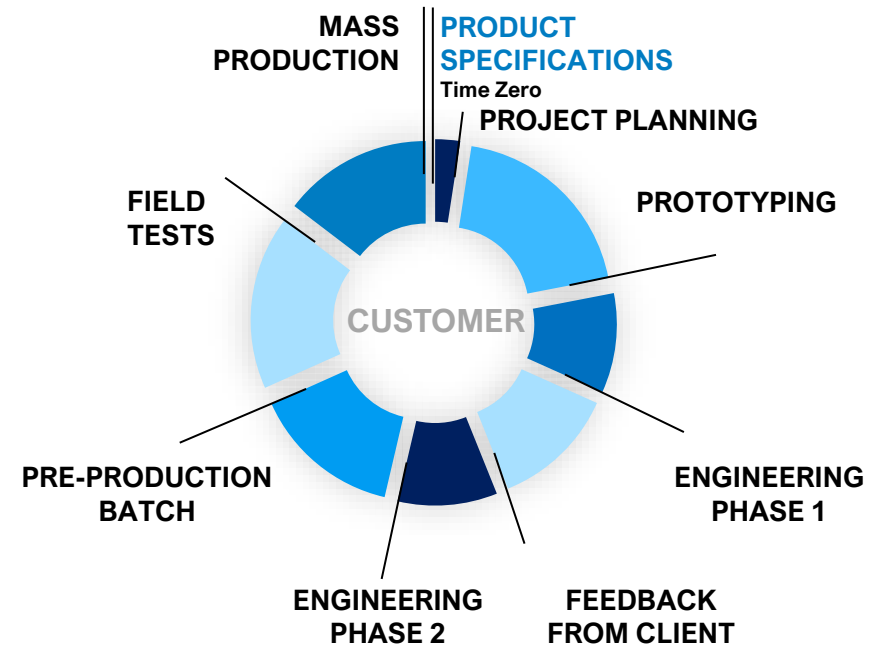 MASS
PRODUCTION
PRODUCT
SPECIFICATIONS
Time Zero
PROJECT PLANNING
PROTOTYPING
FIELD
TESTS
CUSTOMER
PRE-PRODUCTION
BATCH
ENGINEERING
PHASE 1
ENGINEERING
PHASE 2
FEEDBACK
FROM CLIENT